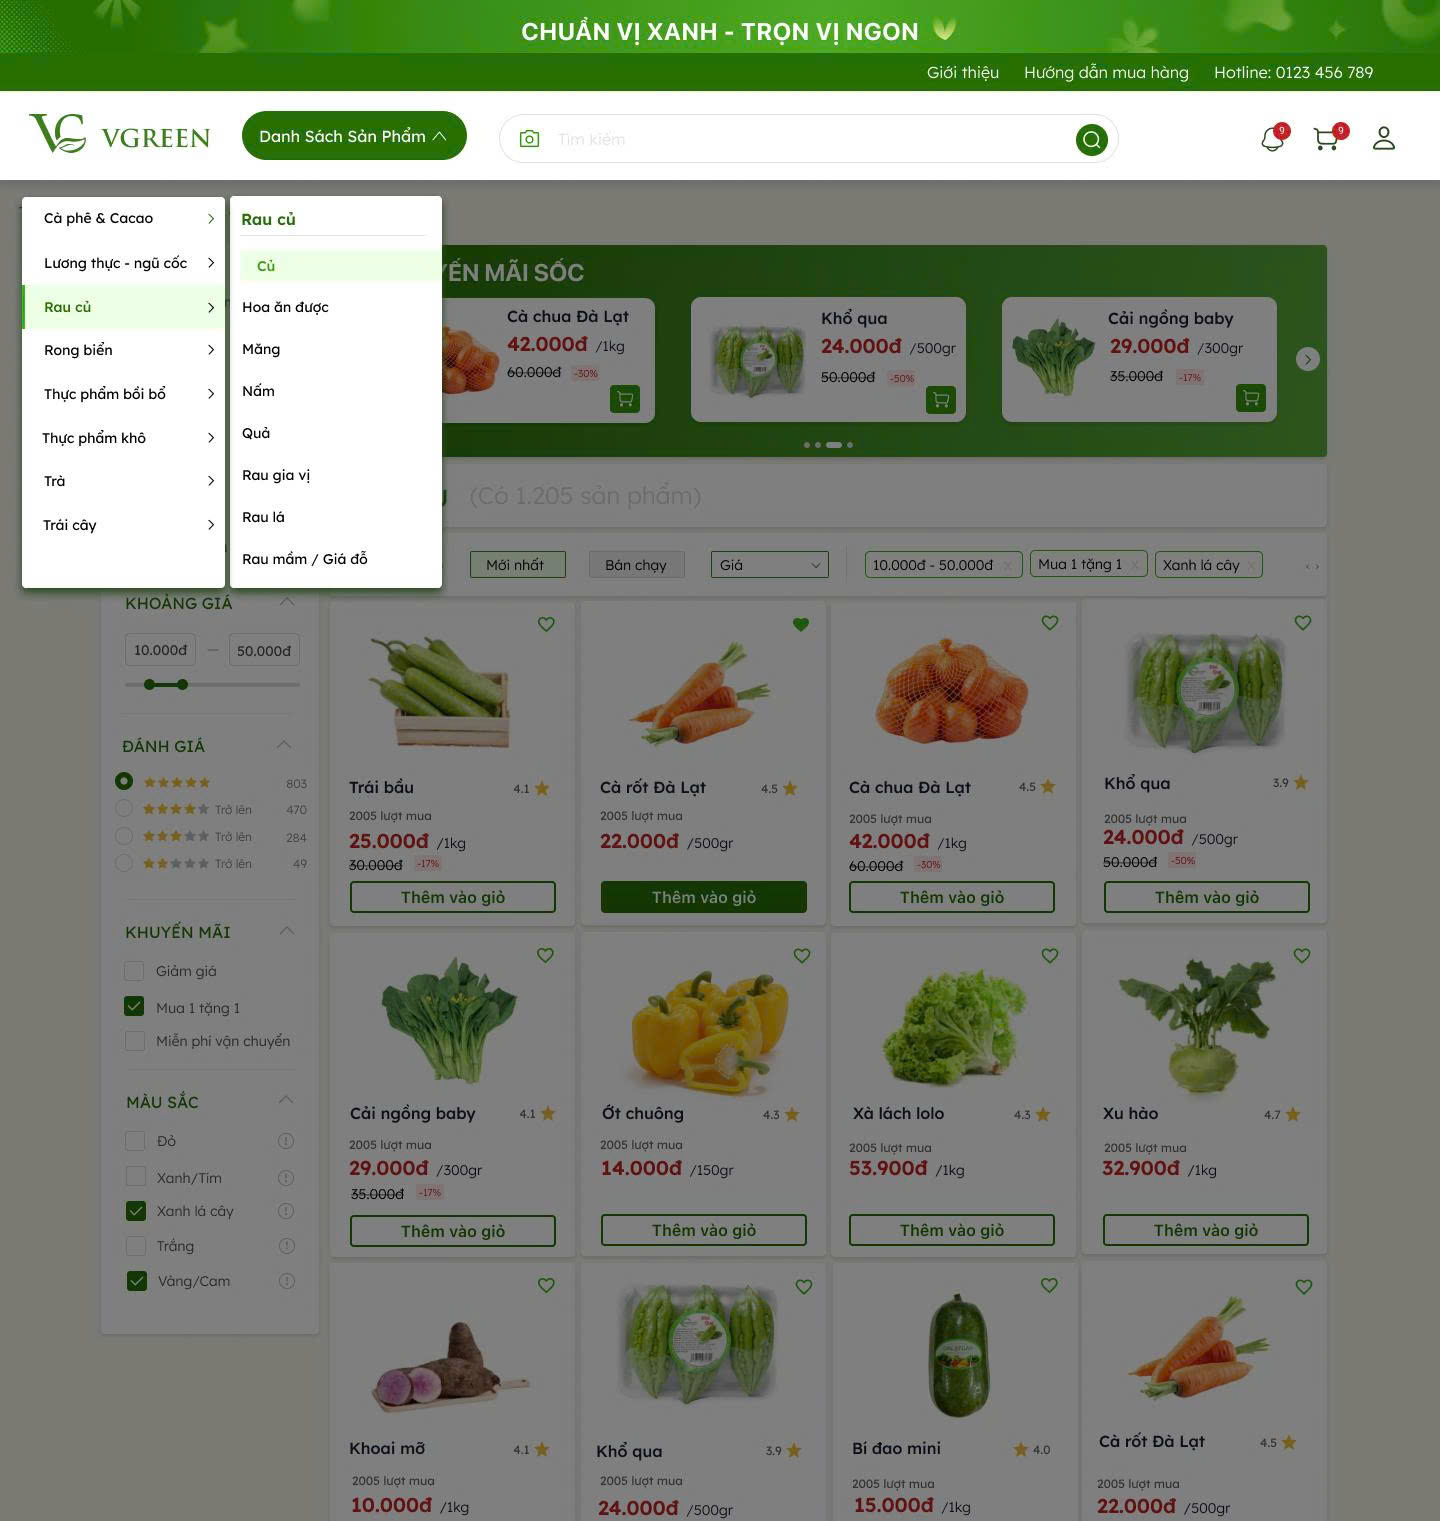 CHUẨN VỊ XANH - TRỌN VỊ NGON
Giới thiệu Hướng dẫn mua hàng Hotline: 0123 456 789
VGREEN
Danh Sách Sản Phẩm
Tìm kiếm
9
9
Cà phê & Cacao
Lương thực - ngũ cốc
Rau củ
Rong biển
Thực phẩm bồi bổ
Thực phẩm khô
Trà
Trái cây
Rau củ
Củ
Hoa ăn được
Măng
Nấm
Quả
Rau gia vị
Rau lá
Rau mầm / Giá đỗ
YẾN MÃI SỐC
Cà chua Đà Lạt
42.000đ /1kg
60.000đ -30%
Khổ qua
24.000đ /500gr
50.000đ -50%
Cải ngồng baby
29.000đ /300gr
35.000đ -17%
(Có 1.205 sản phẩm)
Mới nhất Bán chạy Giá 10.000đ - 50.000đ x Mua 1 tặng 1 x Xanh lá cây x
KHOẢNG GIÁ
10.000đ — 50.000đ
ĐÁNH GIÁ
803
Trở lên 470
Trở lên 284
Trở lên 49
KHUYẾN MÃI
Giảm giá
Mua 1 tặng 1
Miễn phí vận chuyển
MÀU SẮC
Đỏ
Xanh/Tím
Xanh lá cây
Trắng
Vàng/Cam
Trái bầu 4.1
2005 lượt mua
25.000đ /1kg
30.000đ -17%
Thêm vào giỏ
Cà rốt Đà Lạt 4.5
2005 lượt mua
22.000đ /500gr
Thêm vào giỏ
Cà chua Đà Lạt 4.5
2005 lượt mua
42.000đ /1kg
60.000đ -30%
Thêm vào giỏ
Khổ qua 3.9
2005 lượt mua
24.000đ /500gr
50.000đ -50%
Thêm vào giỏ
Cải ngồng baby 4.1
2005 lượt mua
29.000đ /300gr
35.000đ -17%
Thêm vào giỏ
Ớt chuông 4.3
2005 lượt mua
14.000đ /150gr
Thêm vào giỏ
Xà lách lolo 4.3
2005 lượt mua
53.900đ /1kg
Thêm vào giỏ
Xu hào 4.7
2005 lượt mua
32.900đ /1kg
Thêm vào giỏ
Khoai mỡ 4.1
2005 lượt mua
10.000đ /1kg
Khổ qua 3.9
2005 lượt mua
24.000đ /500gr
Bí đao mini 4.0
2005 lượt mua
15.000đ /1kg
Cà rốt Đà Lạt 4.5
2005 lượt mua
22.000đ /500gr